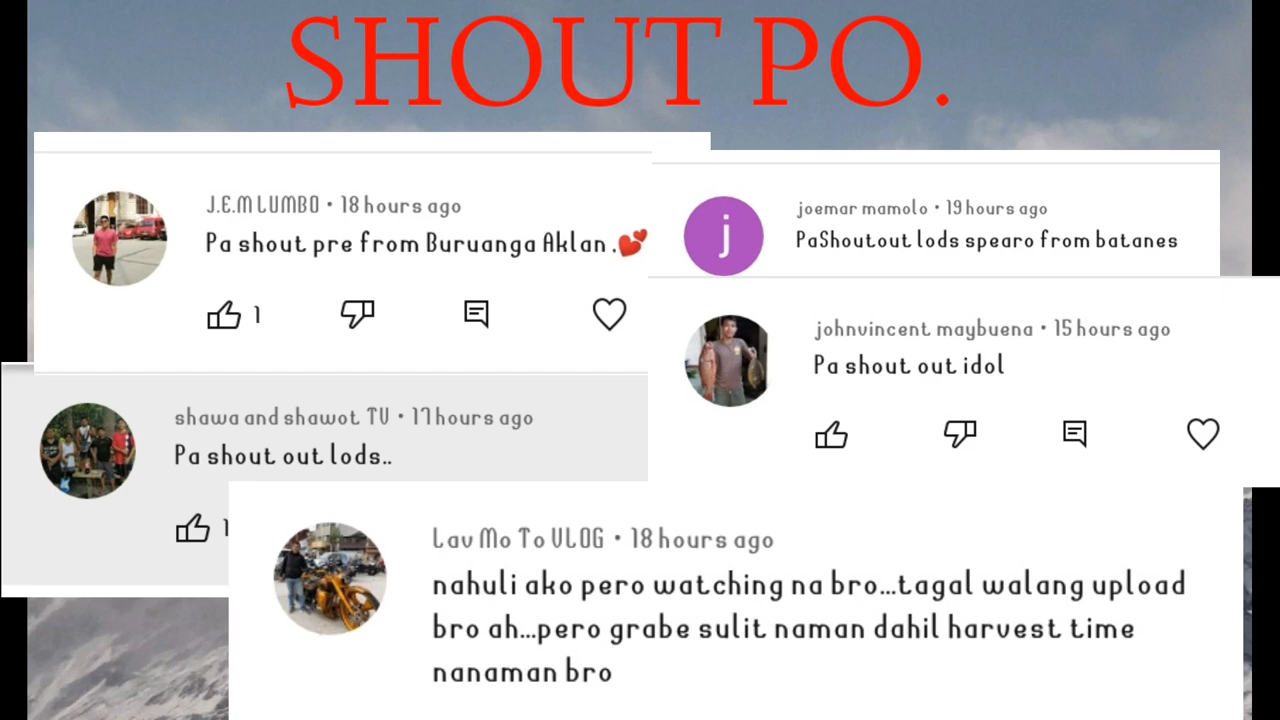 SHOUT PO.
J.E.M LUMBO • 18 hours ago
Pa shout pre from Buruanga Aklan .💕
1
joemar mamolo • 19 hours ago
PaShoutout lods spearo from batanes
j
johnvincent maybuena • 15 hours ago
Pa shout out idol
shawa and shawot TV • 17 hours ago
Pa shout out lods..
1
Lav Mo To VLOG • 18 hours ago
nahuli ako pero watching na bro...tagal walang upload
bro ah...pero grabe sulit naman dahil harvest time
nanaman bro